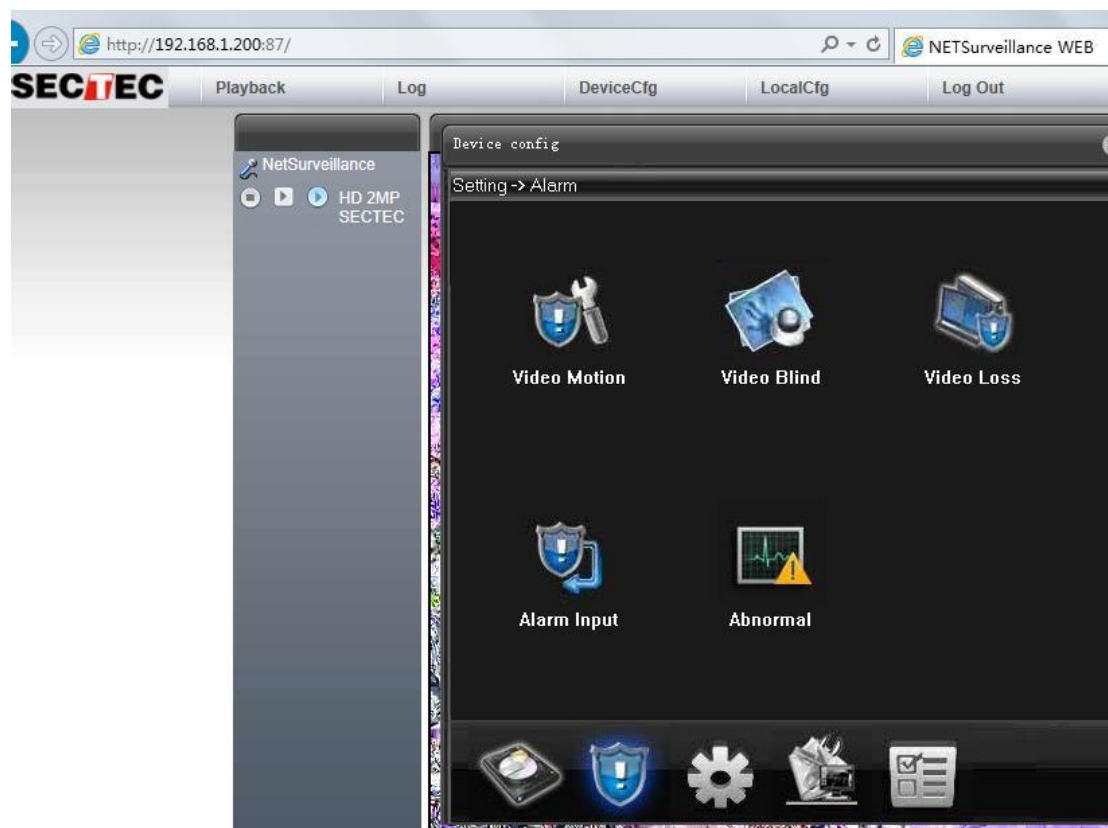 http://192.168.1.200:87/
NETSurveillance WEB
SECTEC
Playback
Log
DeviceCfg
LocalCfg
Log Out
NetSurveillance
HD 2MP
SECTEC
Device config
Setting -> Alarm
Video Motion
Video Blind
Video Loss
Alarm Input
Abnormal